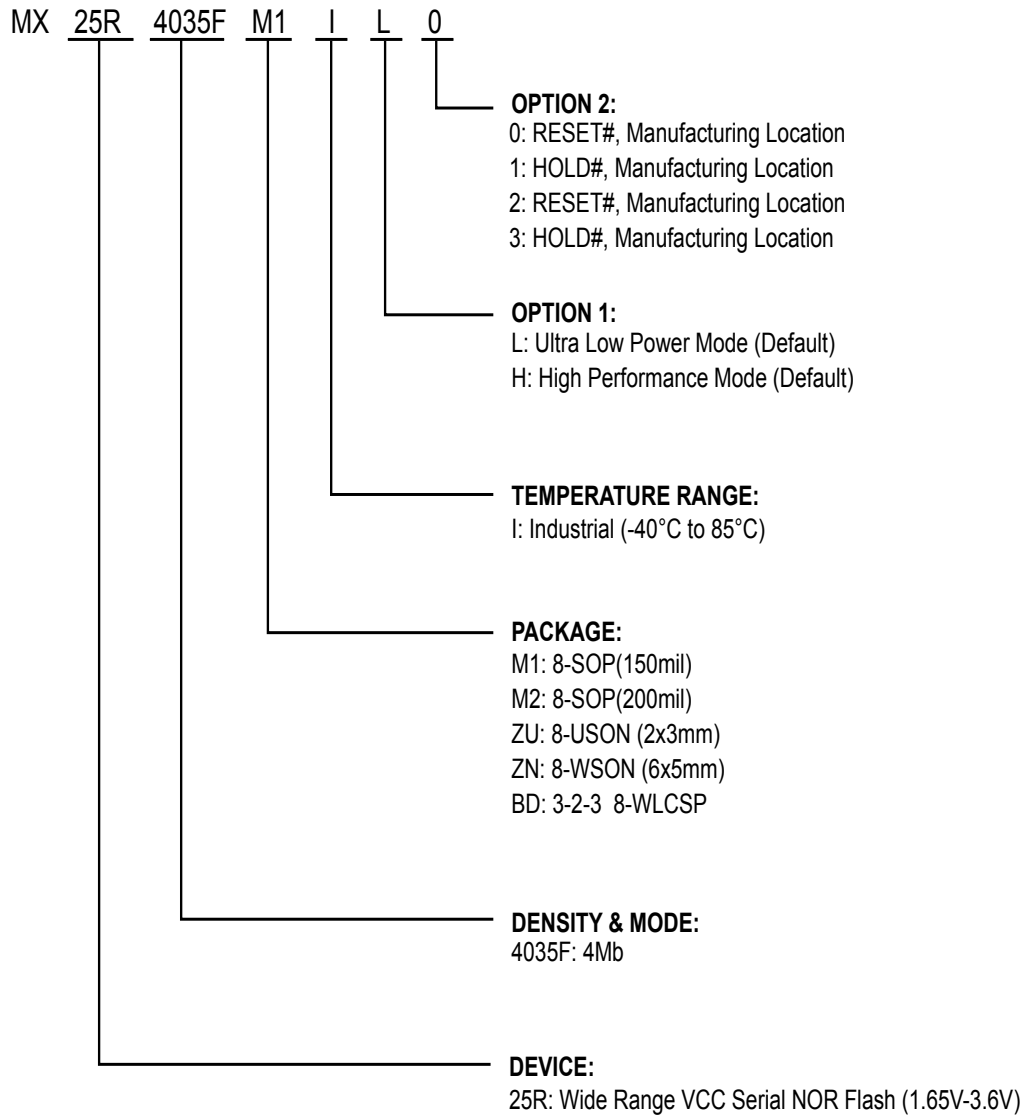 MX 25R 4035F M1 I L 0
OPTION 2:
0: RESET#, Manufacturing Location
1: HOLD#, Manufacturing Location
2: RESET#, Manufacturing Location
3: HOLD#, Manufacturing Location
OPTION 1:
L: Ultra Low Power Mode (Default)
H: High Performance Mode (Default)
TEMPERATURE RANGE:
I: Industrial (-40°C to 85°C)
PACKAGE:
M1: 8-SOP(150mil)
M2: 8-SOP(200mil)
ZU: 8-USON (2x3mm)
ZN: 8-WSON (6x5mm)
BD: 3-2-3 8-WLCSP
DENSITY & MODE:
4035F: 4Mb
DEVICE:
25R: Wide Range VCC Serial NOR Flash (1.65V-3.6V)